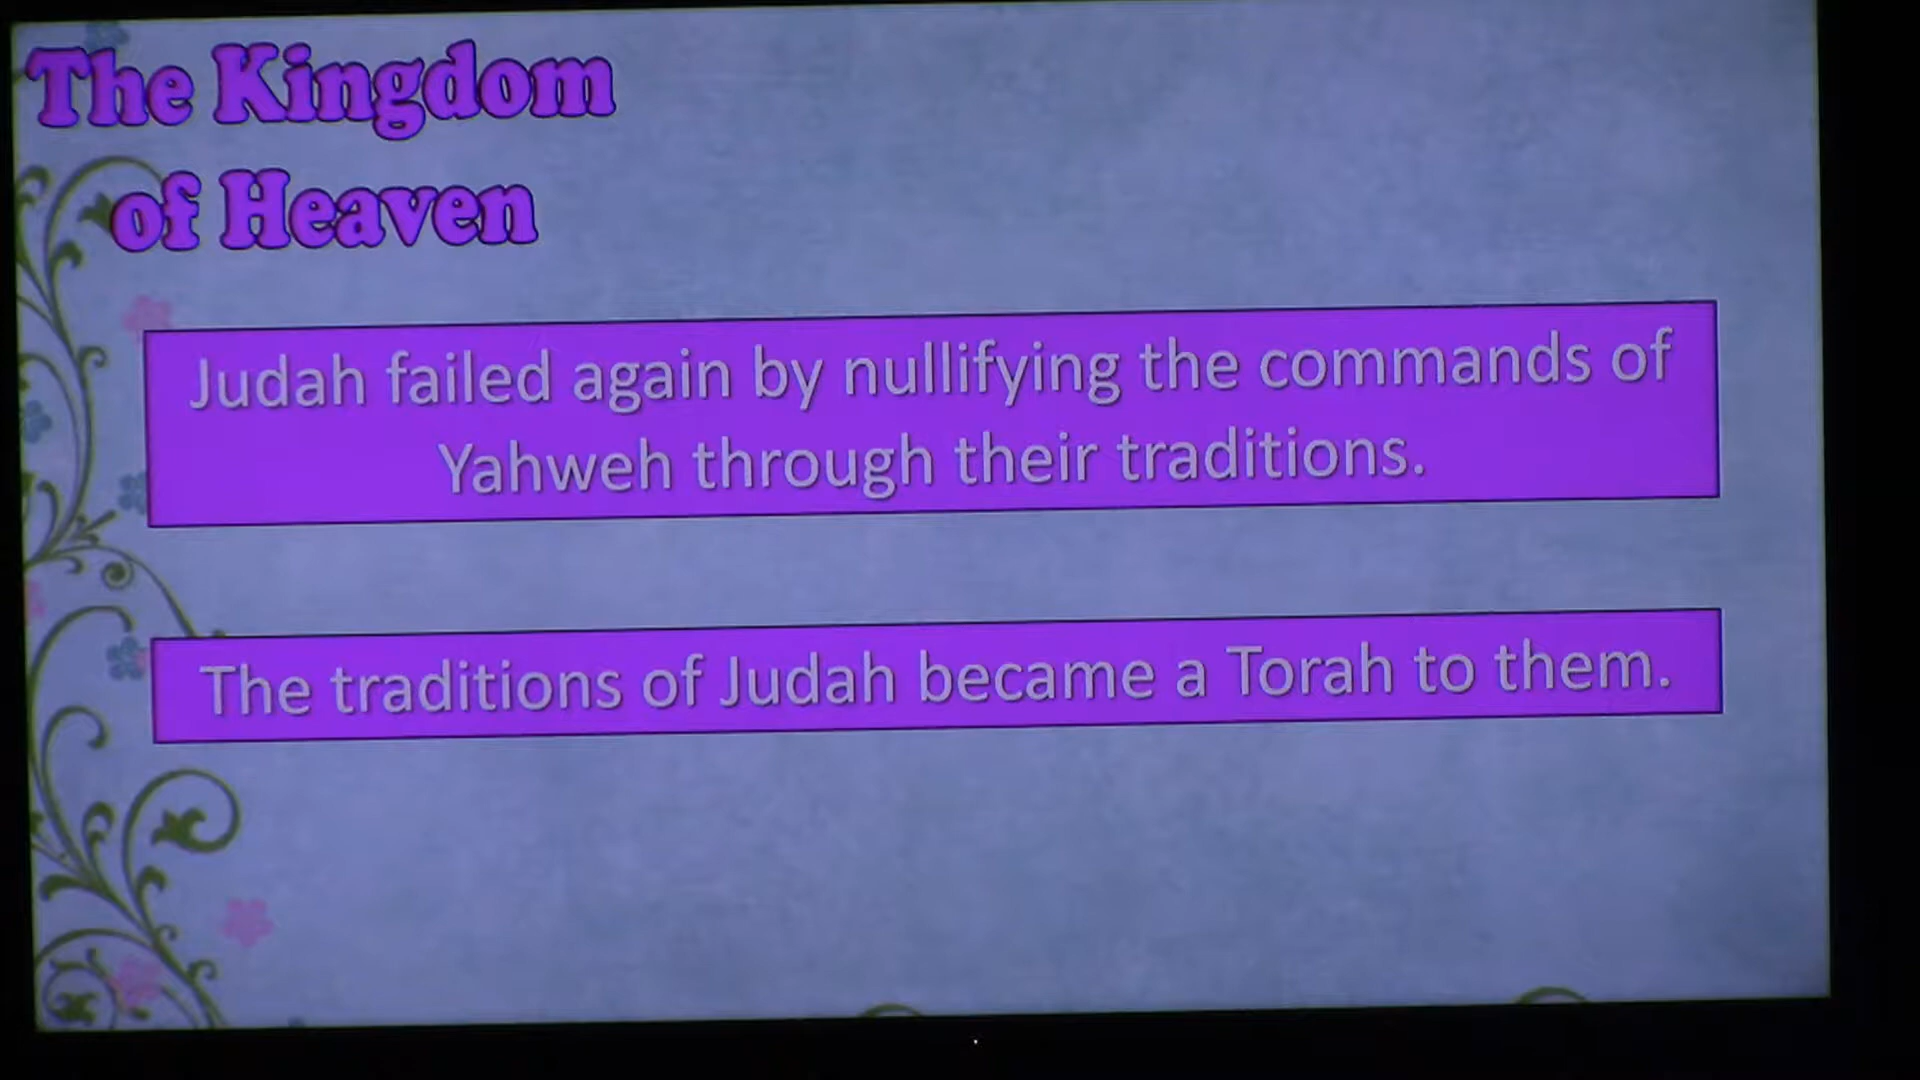 The Kingdom
of Heaven
Judah failed again by nullifying the commands of
Yahweh through their traditions.
The traditions of Judah became a Torah to them.